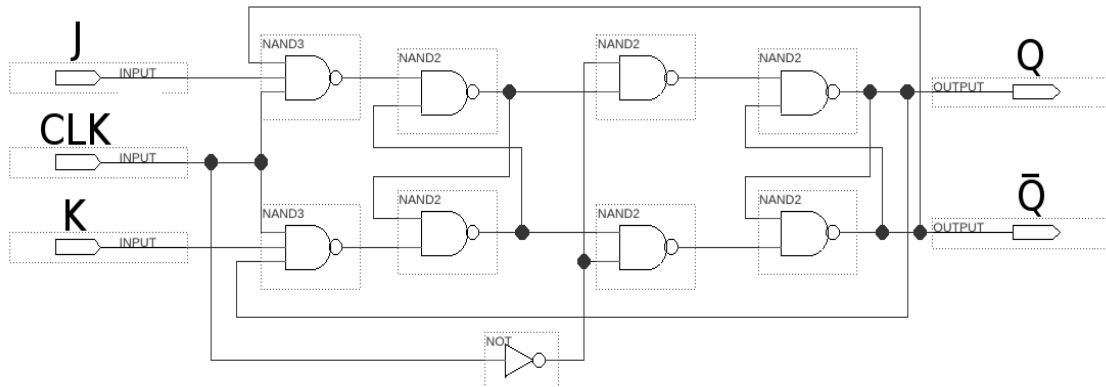 J
INPUT
NAND3
NAND2
NAND2
NAND2
Q
OUTPUT
CLK
INPUT
K
INPUT
NAND3
NAND2
NAND2
NAND2
Q̄
OUTPUT
NOT